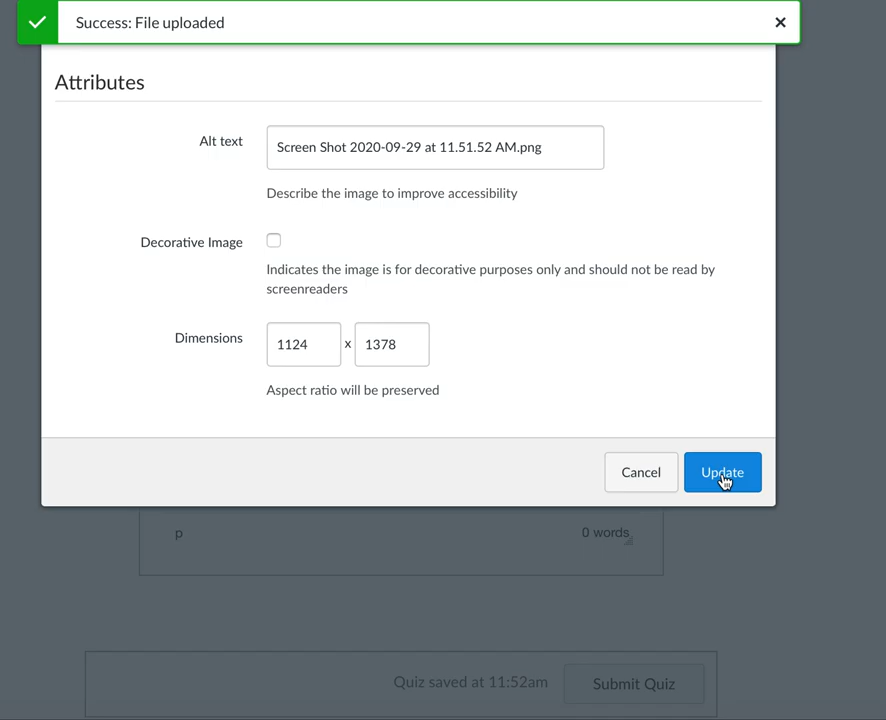 Success: File uploaded
Attributes
Alt text
Screen Shot 2020-09-29 at 11.51.52 AM.png
Describe the image to improve accessibility
Decorative Image
Indicates the image is for decorative purposes only and should not be read by
screenreaders
Dimensions
1124 x 1378
Aspect ratio will be preserved
Cancel Update
p 0 words
Quiz saved at 11:52am Submit Quiz